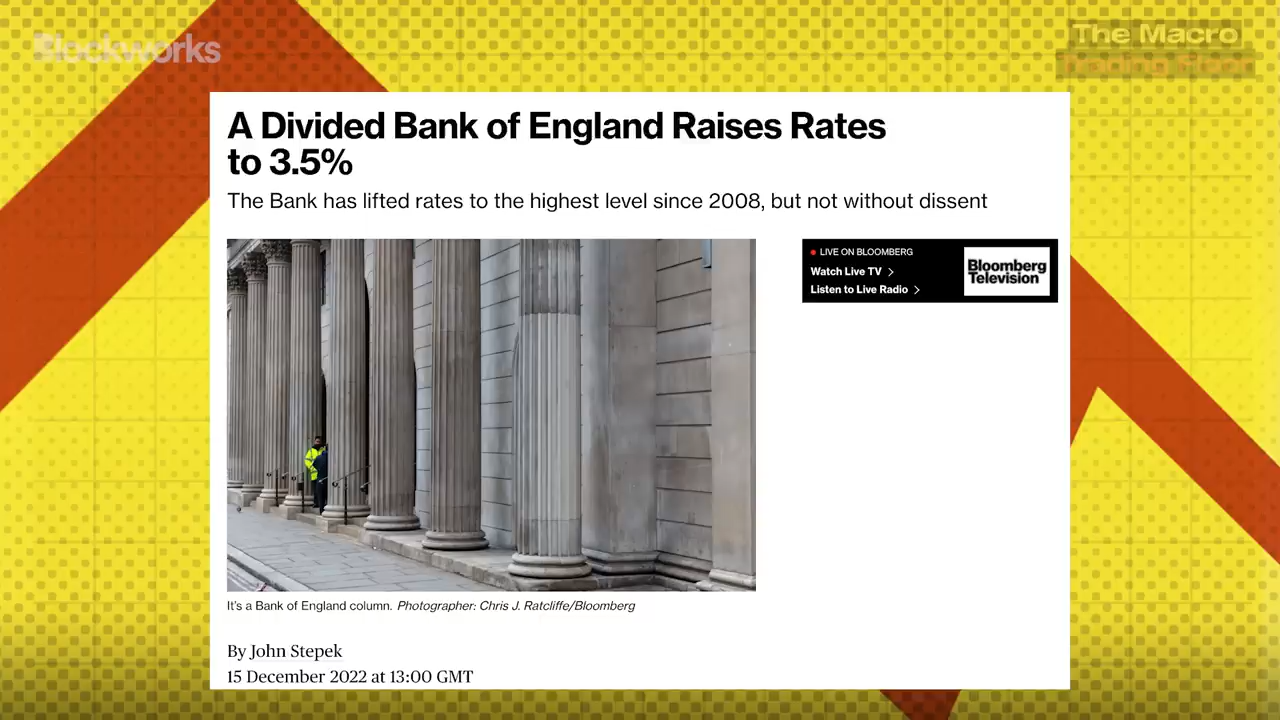 Blockworks
The Macro
Trading Floor
A Divided Bank of England Raises Rates
to 3.5%
The Bank has lifted rates to the highest level since 2008, but not without dissent
LIVE ON BLOOMBERG
Watch Live TV >
Listen to Live Radio >
Bloomberg
Television
It's a Bank of England column. Photographer: Chris J. Ratcliffe/Bloomberg
By John Stepek
15 December 2022 at 13:00 GMT